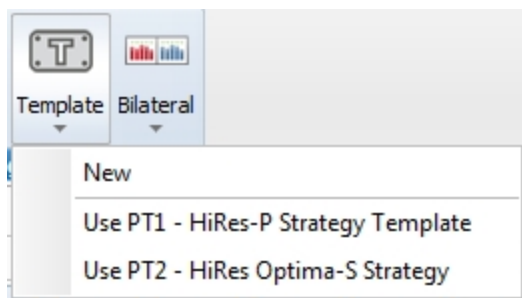 T
Template Bilateral
New
Use PT1 - HiRes-P Strategy Template
Use PT2 - HiRes Optima-S Strategy